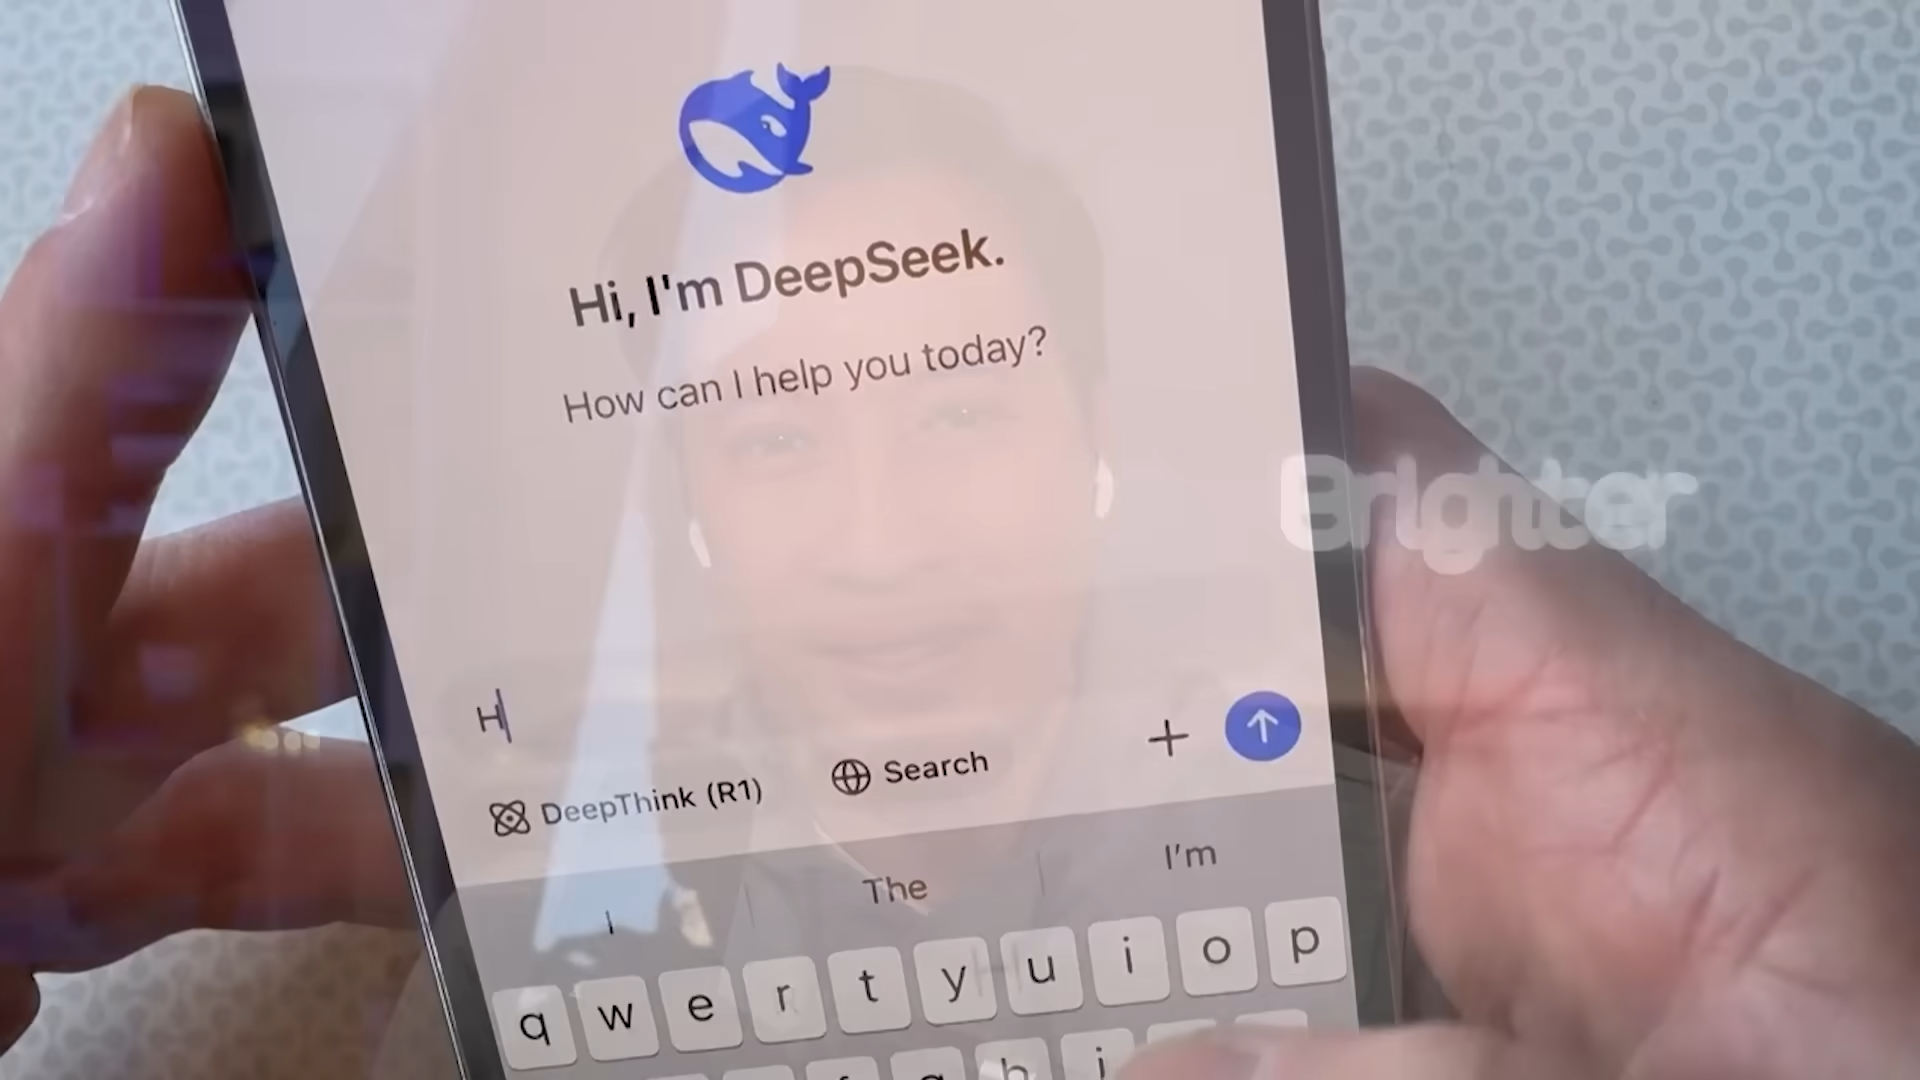 Hi, I'm DeepSeek.
How can I help you today?
Brighter
H
DeepThink (R1)
Search
I
The
I'm
q w e r t y u i o p
g h j